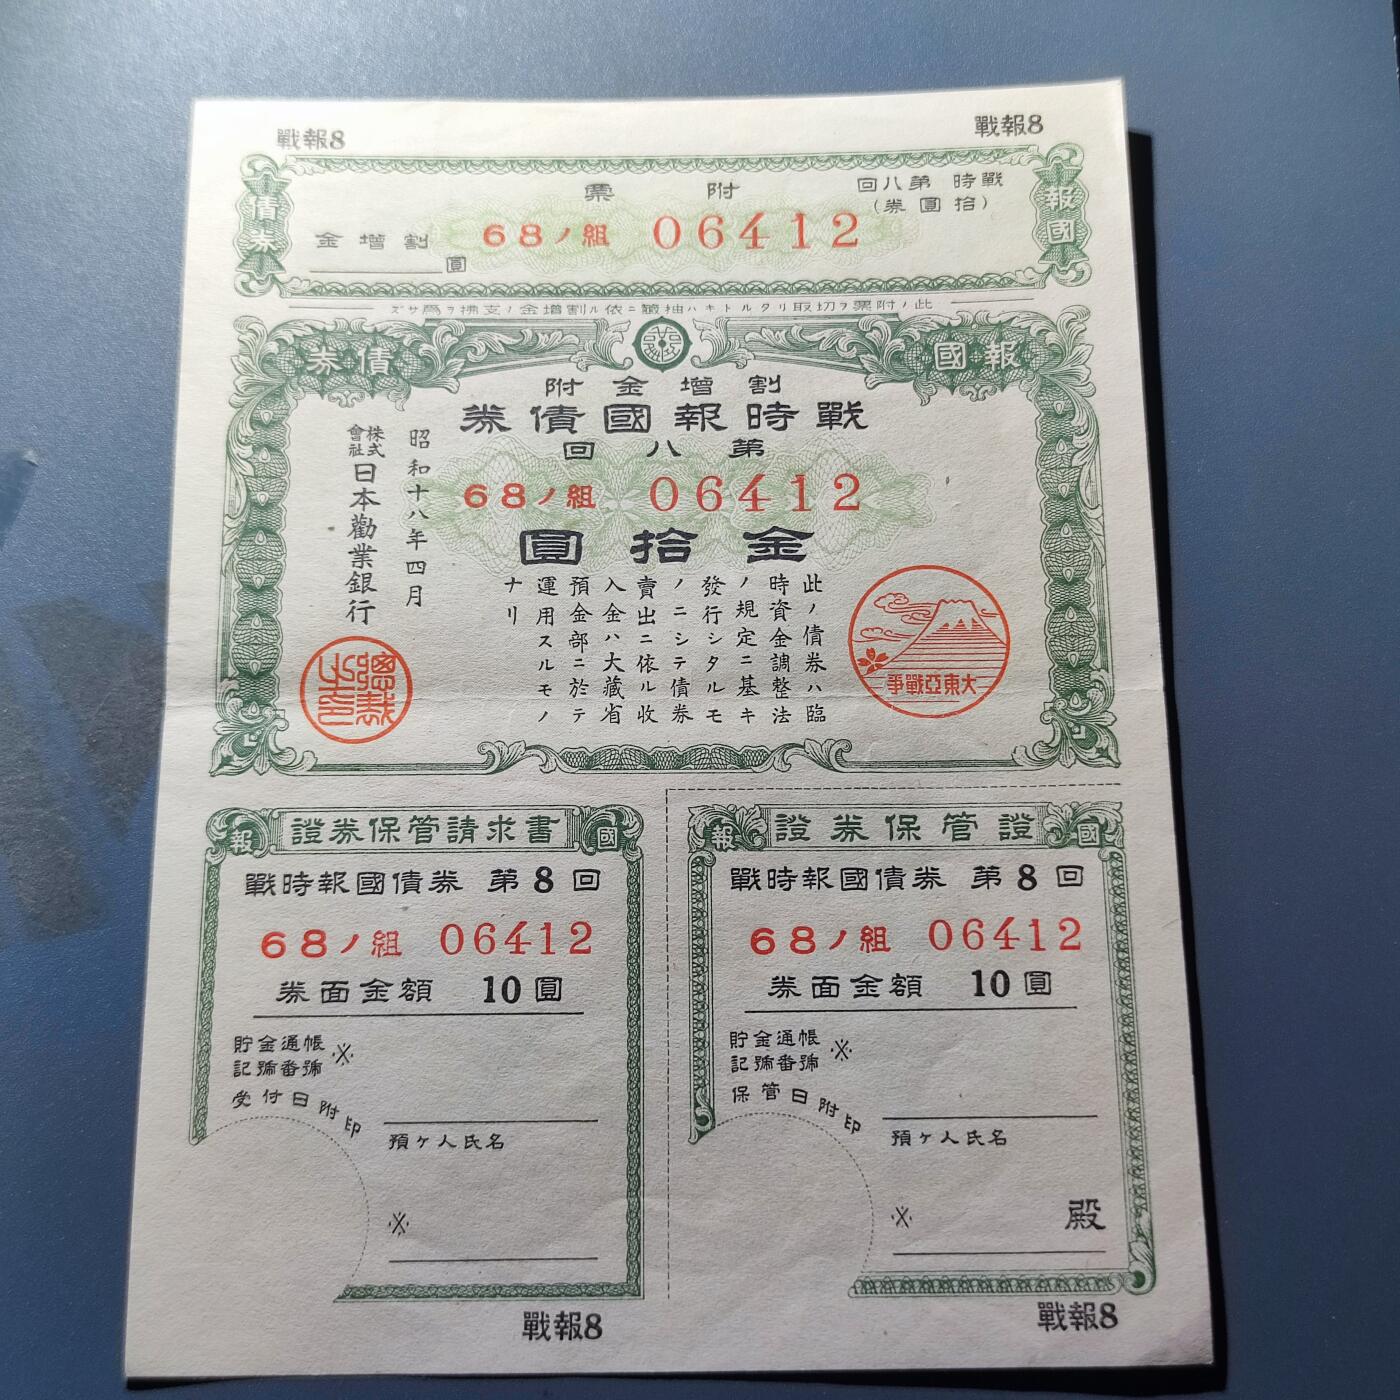 戰報8
戰報8
債券
報國
戰時 第八回
(拾圓券)
附票
割增金
圓
68ノ組 06412
此ノ附票ヲ切取リタルトキハ抽籤ニ依ル割增金ノ支拂ヲ爲サズ
報國
債券
割增金附
戰時報國債券
第八回
68ノ組 06412
金拾圓
此ノ債券ハ臨
時資金調整法
ノ規定ニ基キ
發行シタルモ
ノニシテ債券
賣出ニ依ル收
入金ハ大藏省
預金部ニ於テ
運用スルモノ
ナリ
大東亞戰爭
昭和十八年四月
株式會社日本勸業銀行
總裁之印
報
證券保管請求書
國
戰時報國債券 第8回
68ノ組 06412
券面金額 10圓
貯金通帳
記號番號
※
受付日附印
預ケ人氏名
※
戰報8
報
證券保管證
國
戰時報國債券 第8回
68ノ組 06412
券面金額 10圓
貯金通帳
記號番號
※
保管日附印
預ケ人氏名
※
殿
戰報8